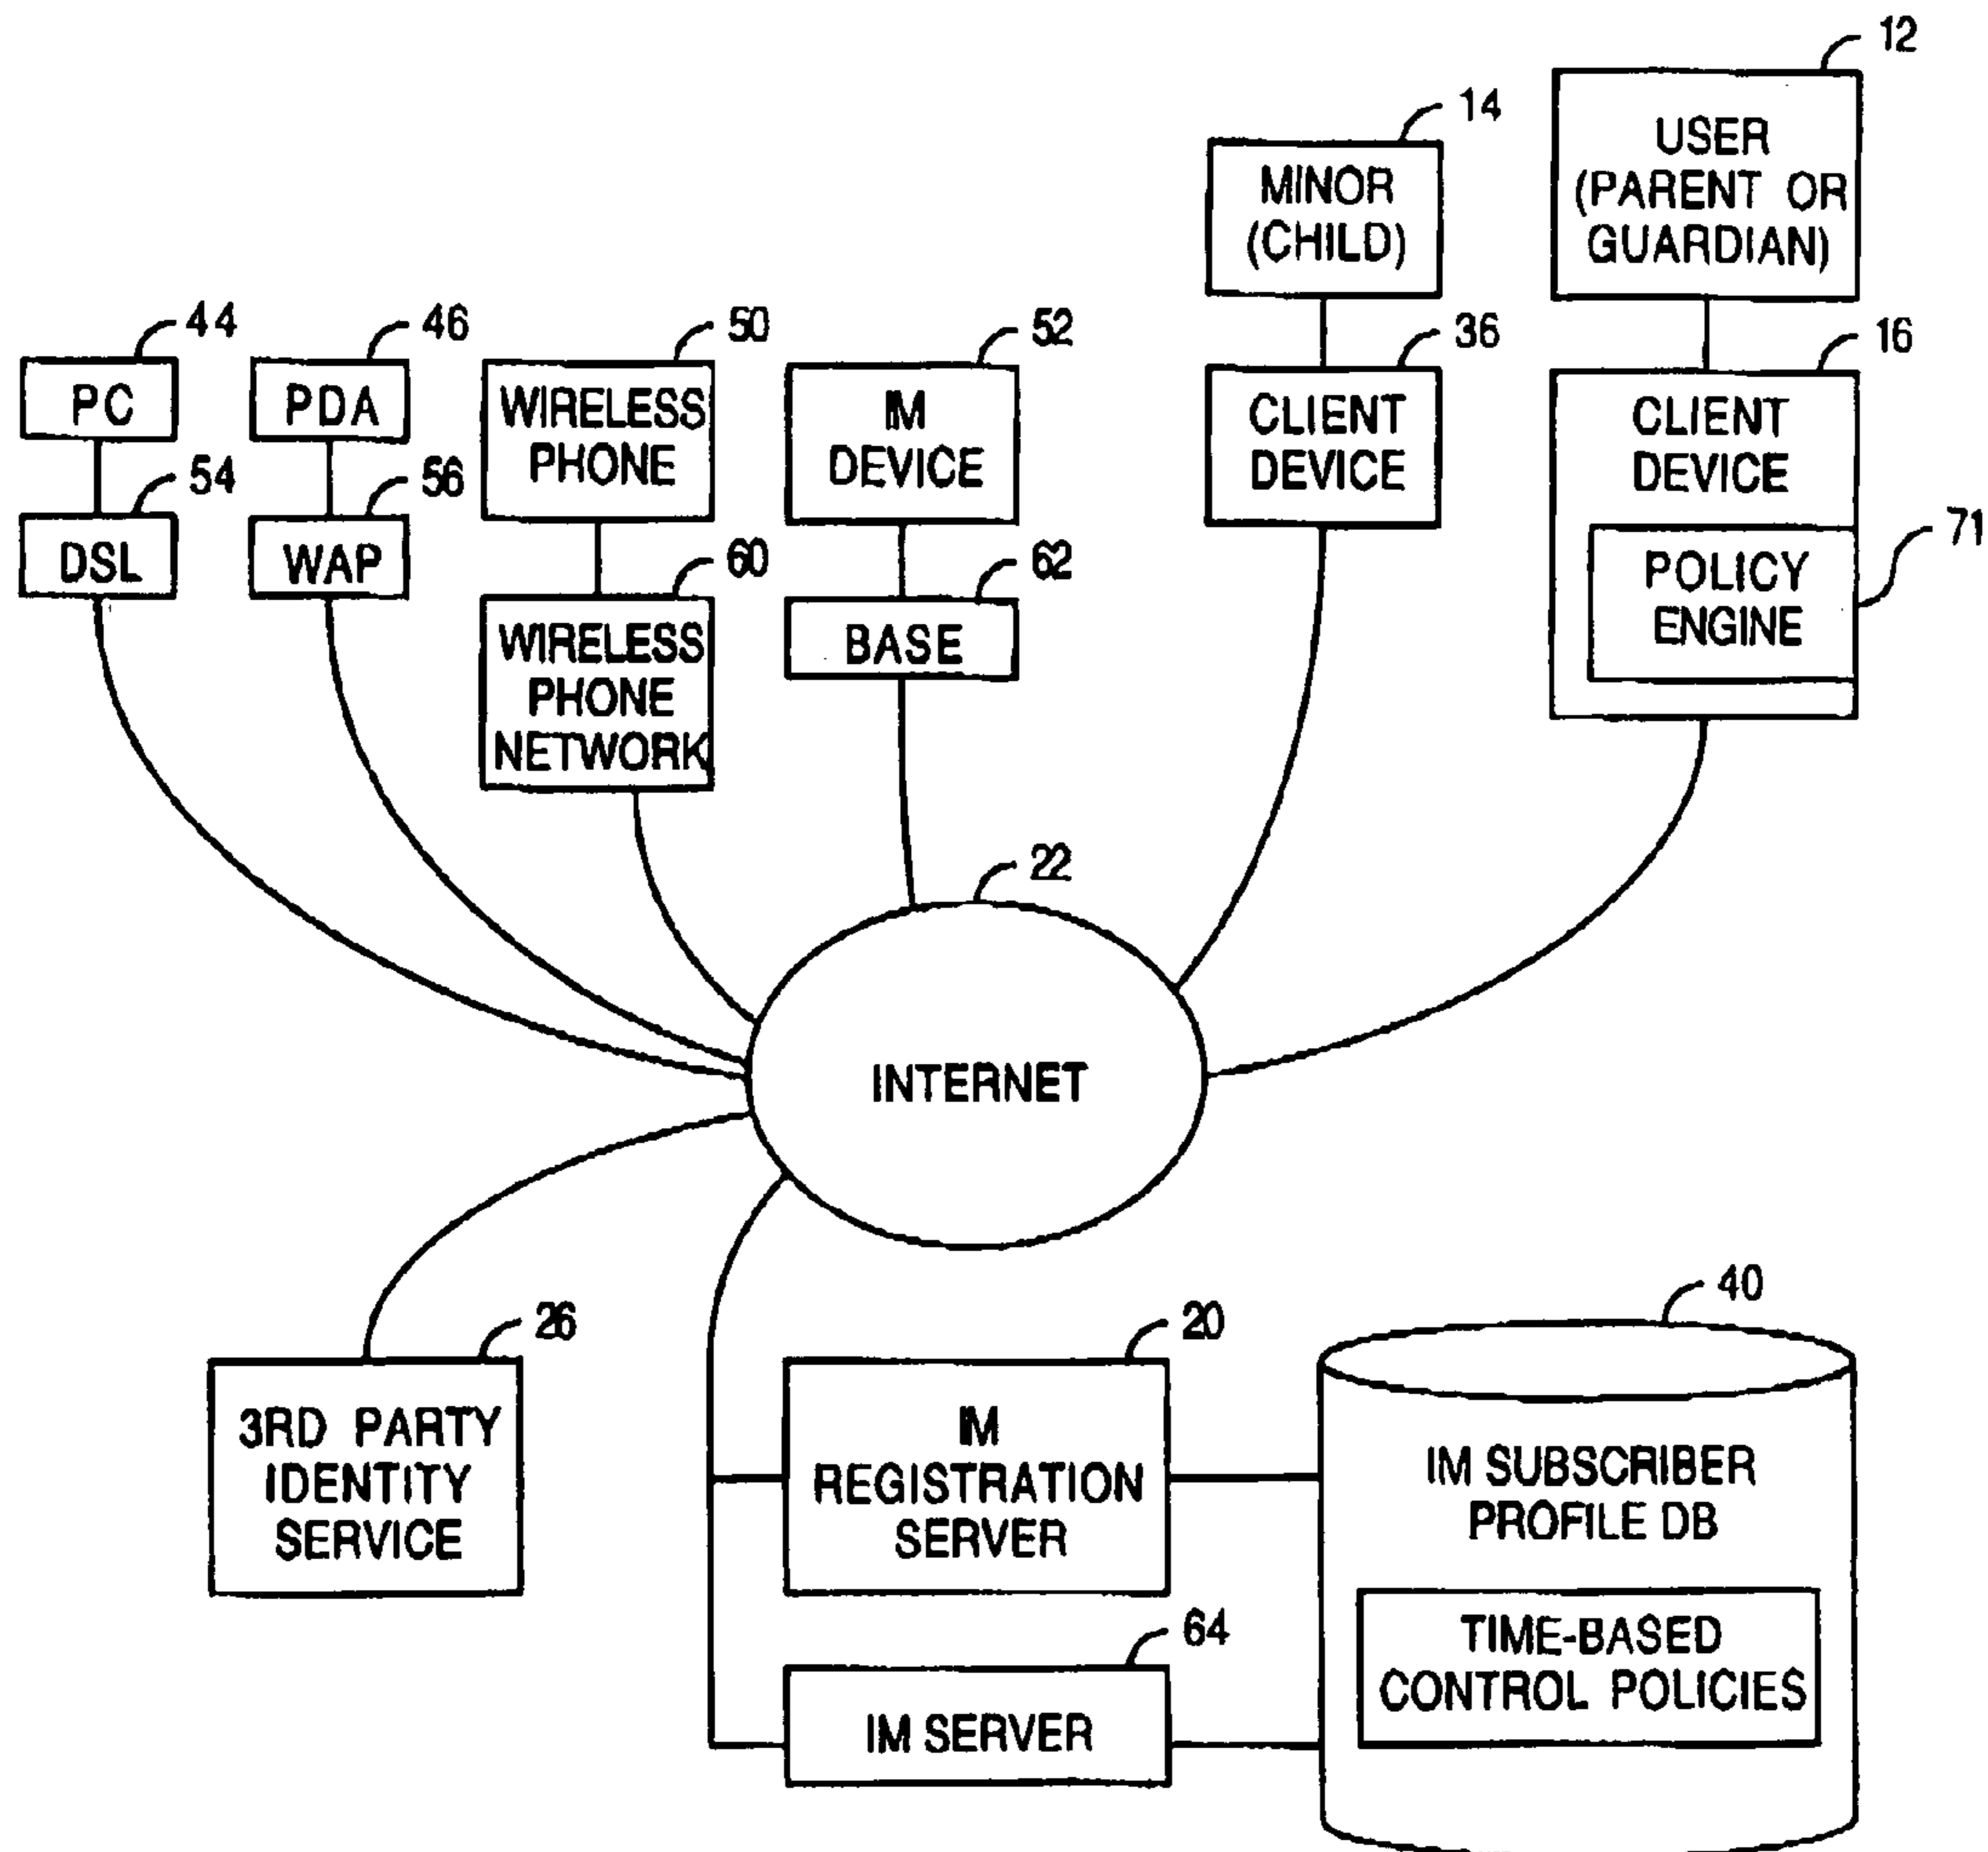 12
USER
(PARENT OR
GUARDIAN)
14
MINOR
(CHILD)
44
PC
46
PDA
50
WIRELESS
PHONE
52
IM
DEVICE
36
CLIENT
DEVICE
16
CLIENT
DEVICE
71
POLICY
ENGINE
54
DSL
56
WAP
60
WIRELESS
PHONE
NETWORK
62
BASE
22
INTERNET
26
3RD PARTY
IDENTITY
SERVICE
20
IM
REGISTRATION
SERVER
64
IM SERVER
40
IM SUBSCRIBER
PROFILE DB
TIME-BASED
CONTROL POLICIES